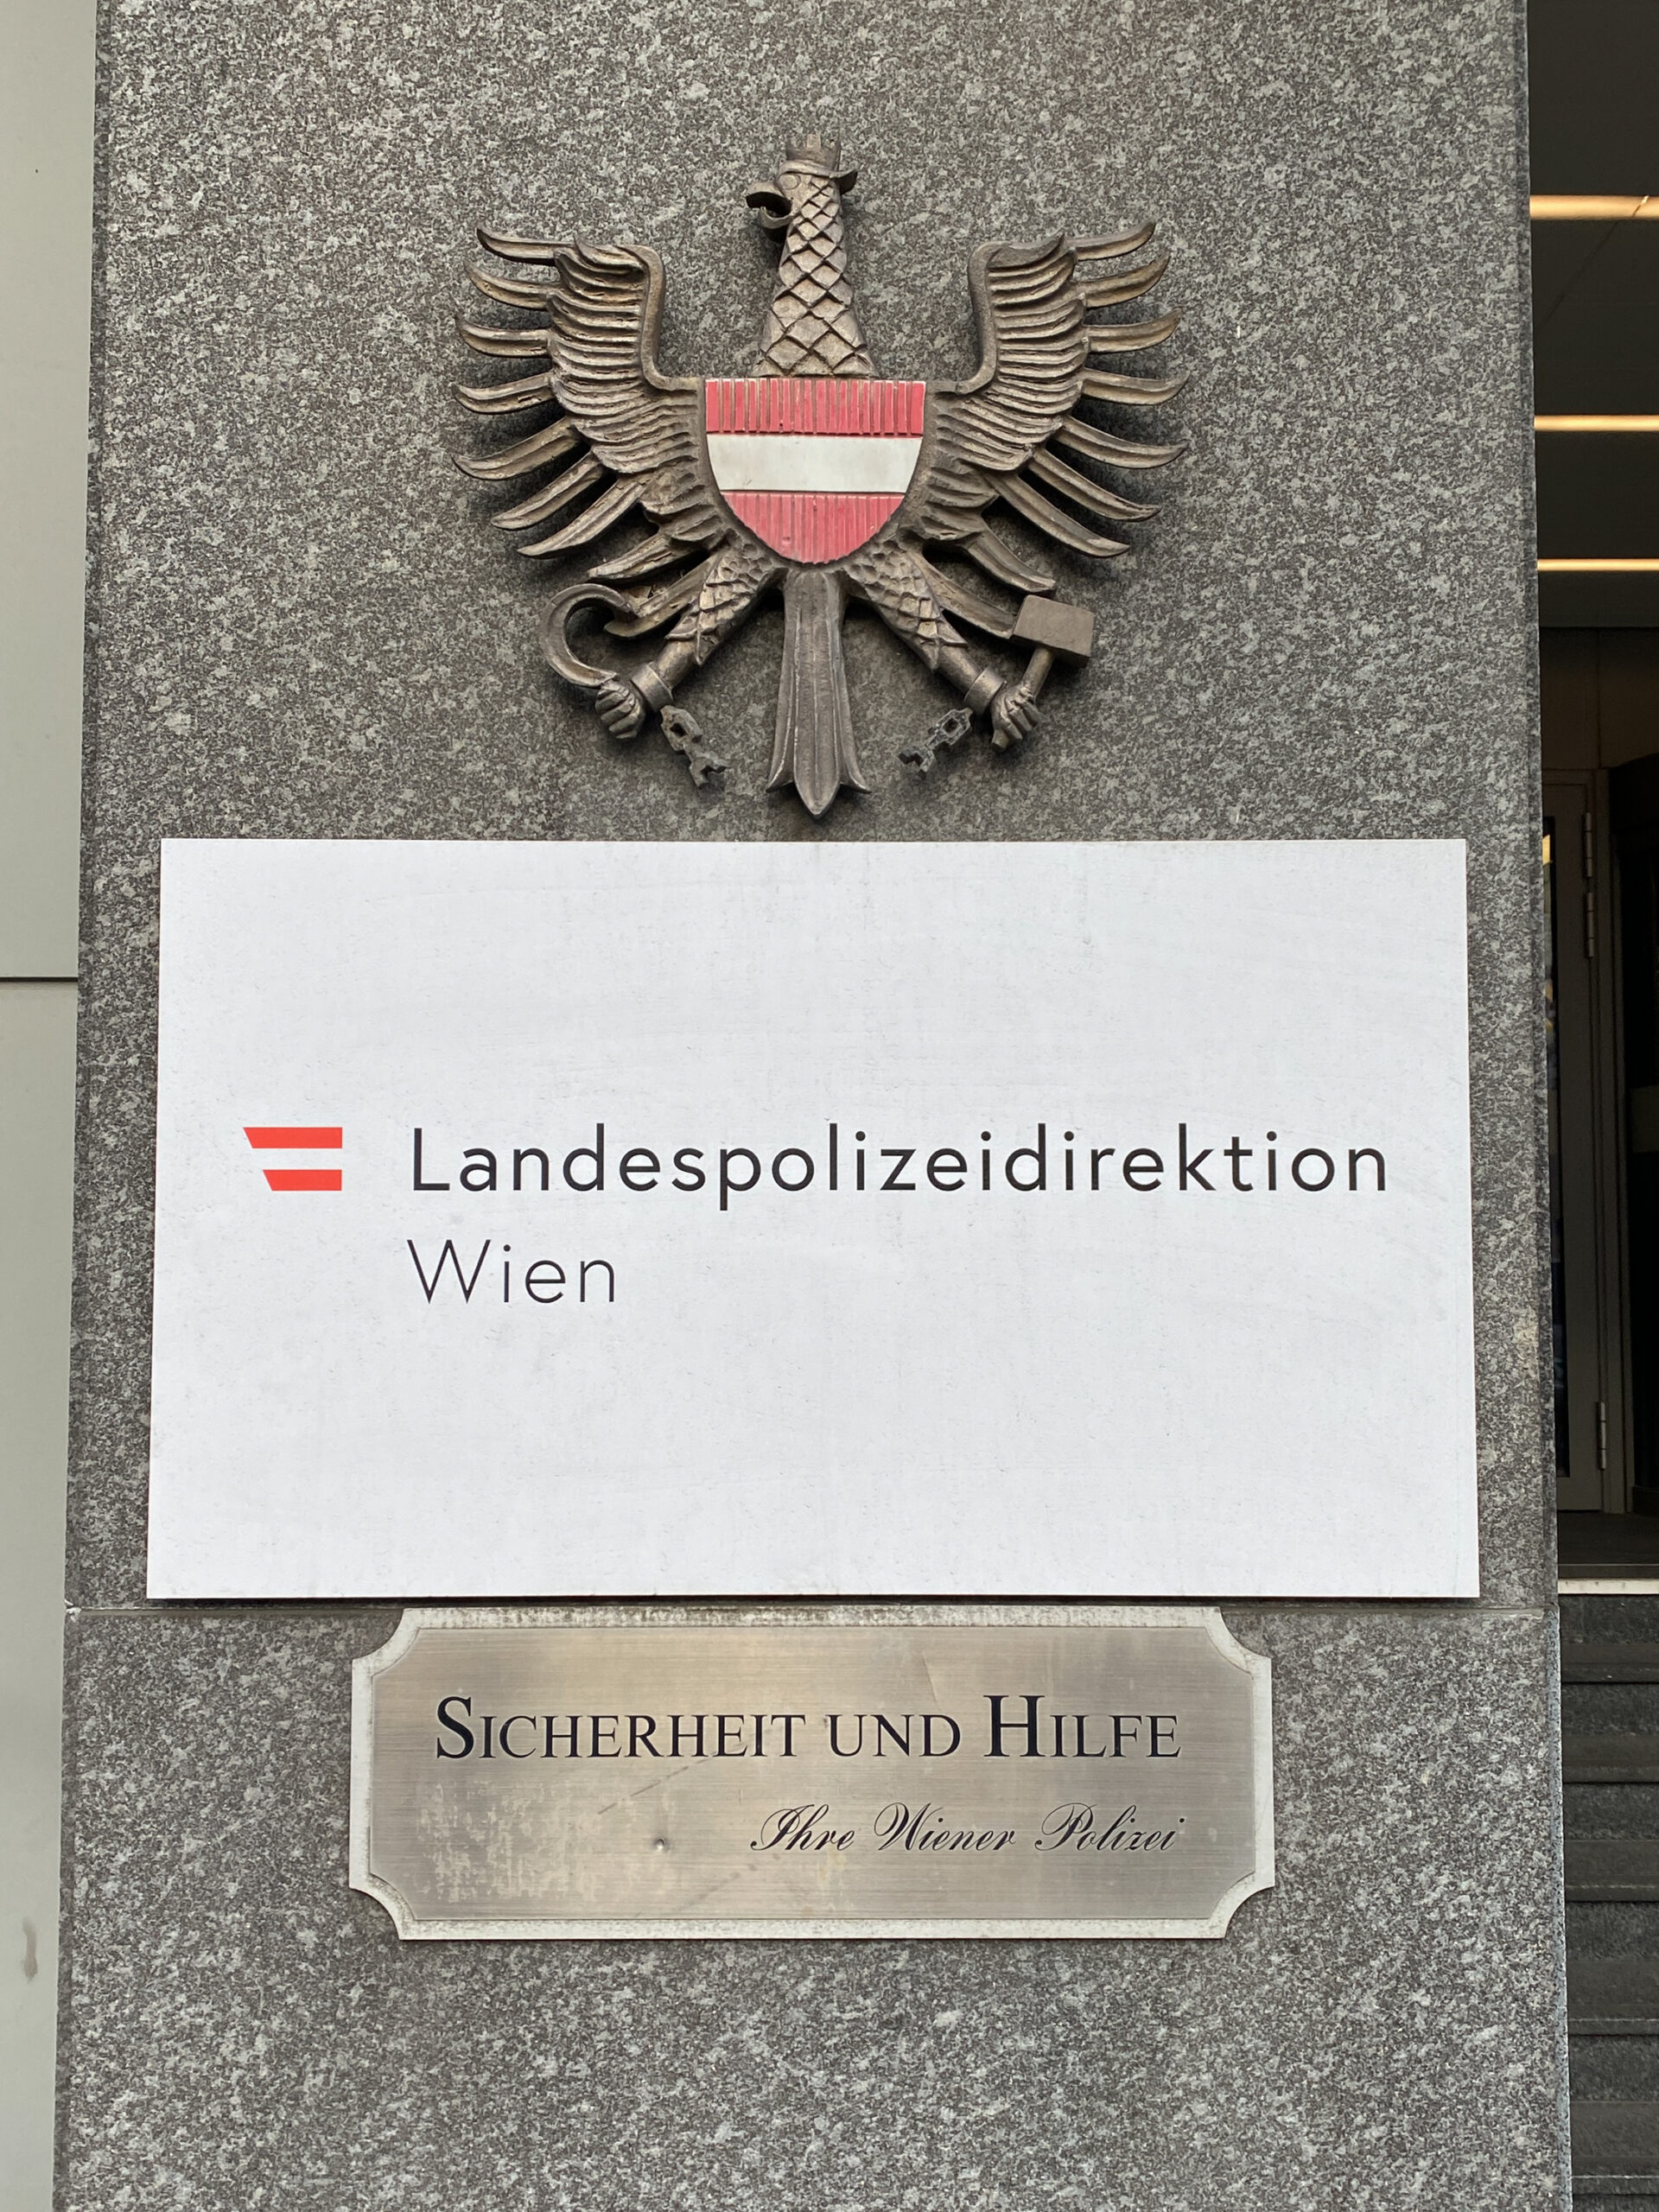 Landespolizeidirektion
Wien
SICHERHEIT UND HILFE
Ihre Wiener Polizei